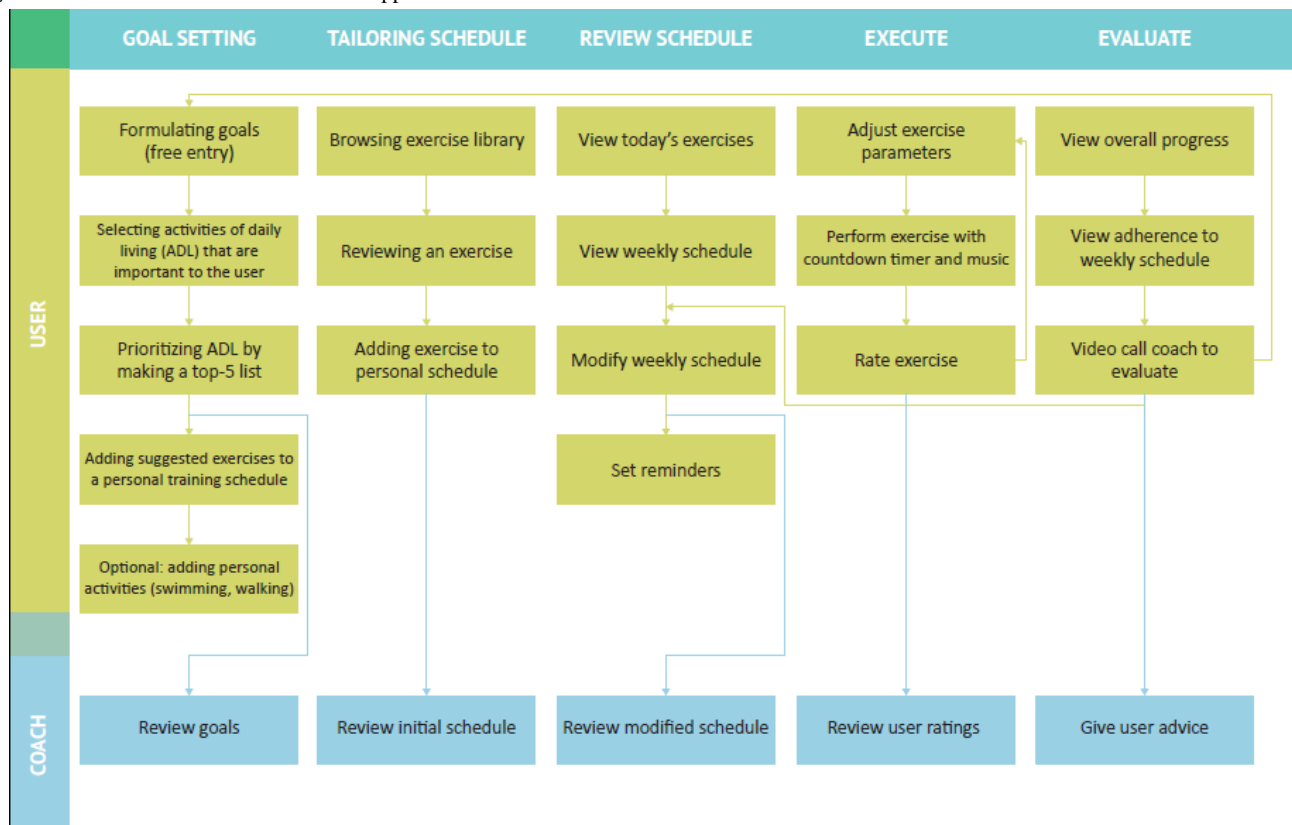 GOAL SETTING
TAILORING SCHEDULE
REVIEW SCHEDULE
EXECUTE
EVALUATE
USER
Formulating goals
(free entry)
Browsing exercise library
View today's exercises
Adjust exercise
parameters
View overall progress
Selecting activities of daily
living (ADL) that are
important to the user
Reviewing an exercise
View weekly schedule
Perform exercise with
countdown timer and music
View adherence to
weekly schedule
Prioritizing ADL by
making a top-5 list
Adding exercise to
personal schedule
Modify weekly schedule
Rate exercise
Video call coach to
evaluate
Adding suggested exercises to
a personal training schedule
Set reminders
Optional: adding personal
activities (swimming, walking)
COACH
Review goals
Review initial schedule
Review modified schedule
Review user ratings
Give user advice